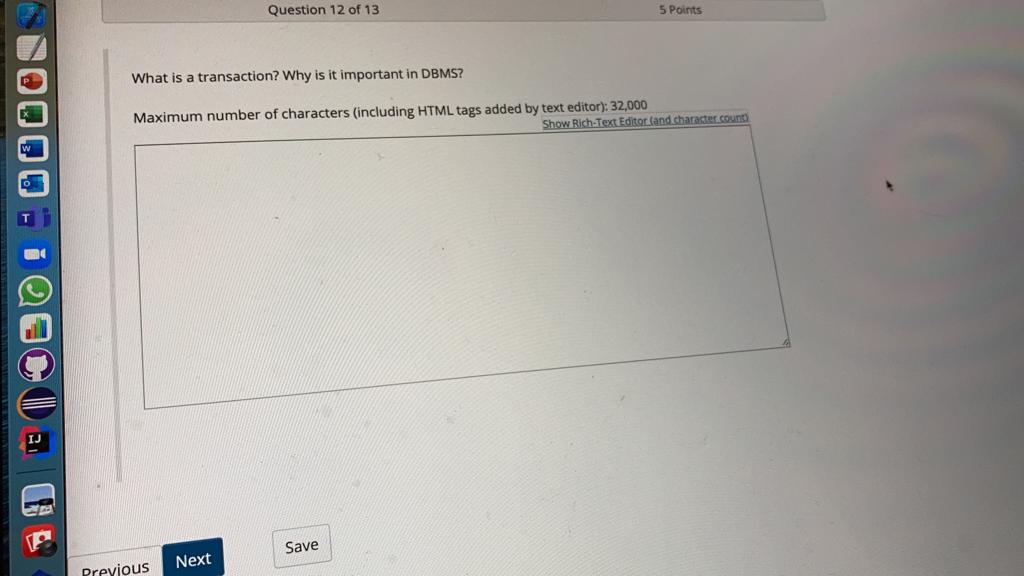 Question 12 of 13
5 Points
What is a transaction? Why is it important in DBMS?
Maximum number of characters (including HTML tags added by text editor): 32,000
Show Rich-Text Editor (and character count)
P
X
W
O
T
IJ
Save
Previous
Next